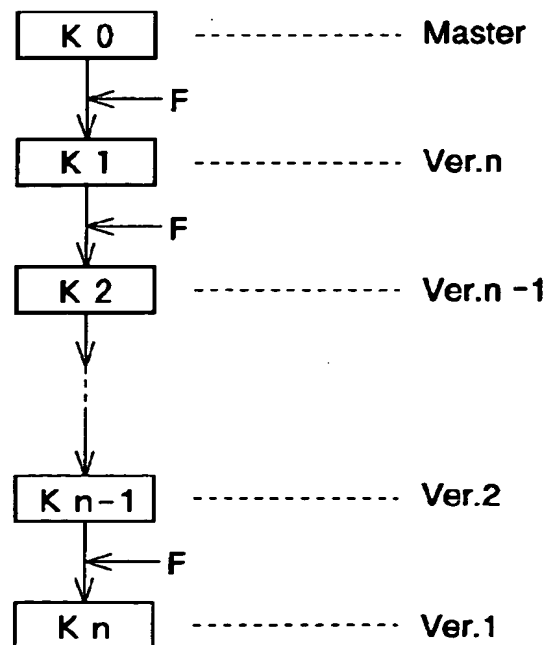 K 0 Master
F
K 1 Ver.n
F
K 2 Ver.n -1
K n-1 Ver.2
F
K n Ver.1